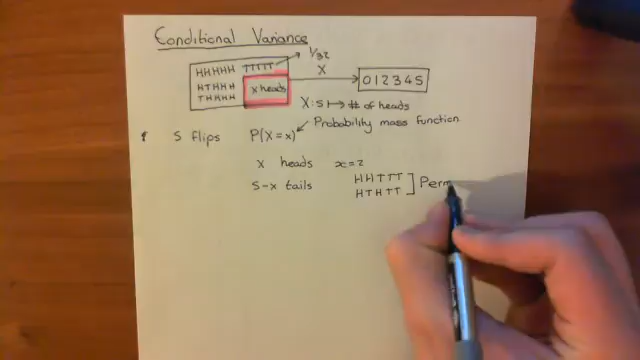 Conditional Variance
1/32
HHHHH TTTTT
X
HTHHH
x heads
THHHH
0 1 2 3 4 5
X: s ↦ # of heads
Probability mass function
5 flips P(X=x)
x heads x=2
5-x tails HHTTT
HTHTT
Perm